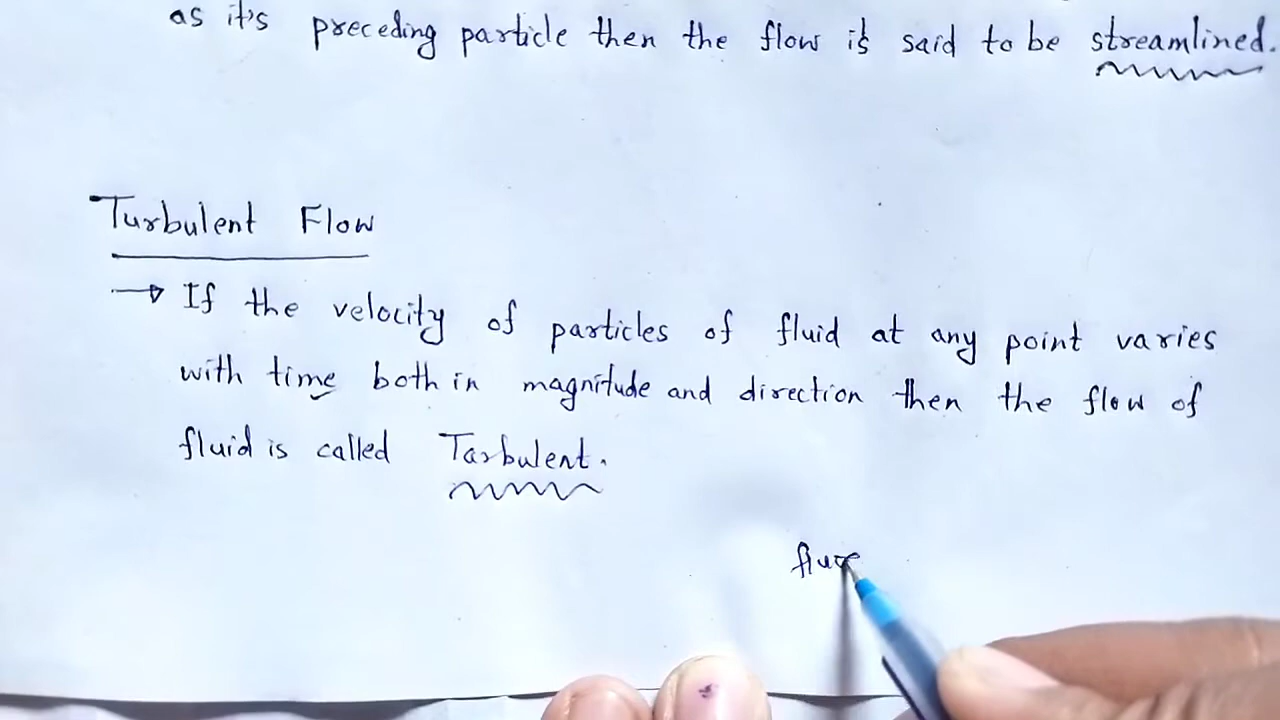 as it's preceding particle then the flow is said to be streamlined.
Turbulent Flow
→ If the velocity of particles of fluid at any point varies
with time both in magnitude and direction then the flow of
fluid is called Tarbulent.